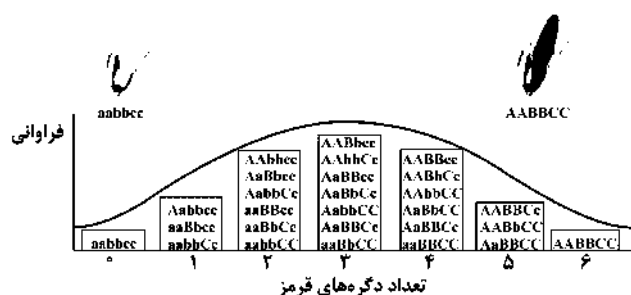 aabbcc
AABBCC
فراوانی
aabbcc
Aabbcc
aaBbcc
aabbCc
AAbbcc
AaBbcc
AabbCc
aaBBcc
aaBbCc
aabbCC
AABbcc
AAbbCc
AaBBcc
AaBbCc
AabbCC
aaBBCc
aaBbCC
AABBcc
AABbCc
AAbbCC
AaBBCc
AaBbCC
aaBBCC
AABBCc
AABbCC
AaBBCC
AABBCC
۰ ۱ ۲ ۳ ۴ ۵ ۶
تعداد دگره‌های قرمز